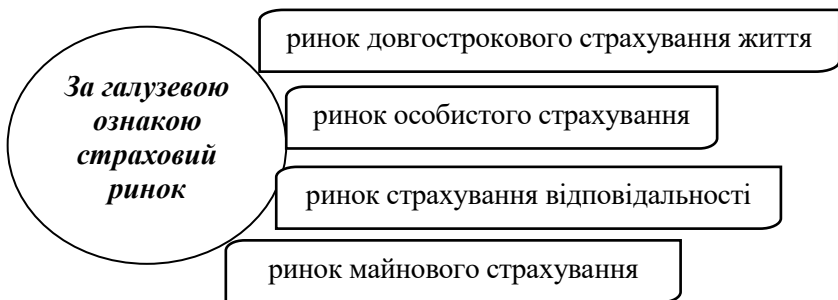 За галузевою
ознакою
страховий
ринок
ринок довгострокового страхування життя
ринок особистого страхування
ринок страхування відповідальності
ринок майнового страхування